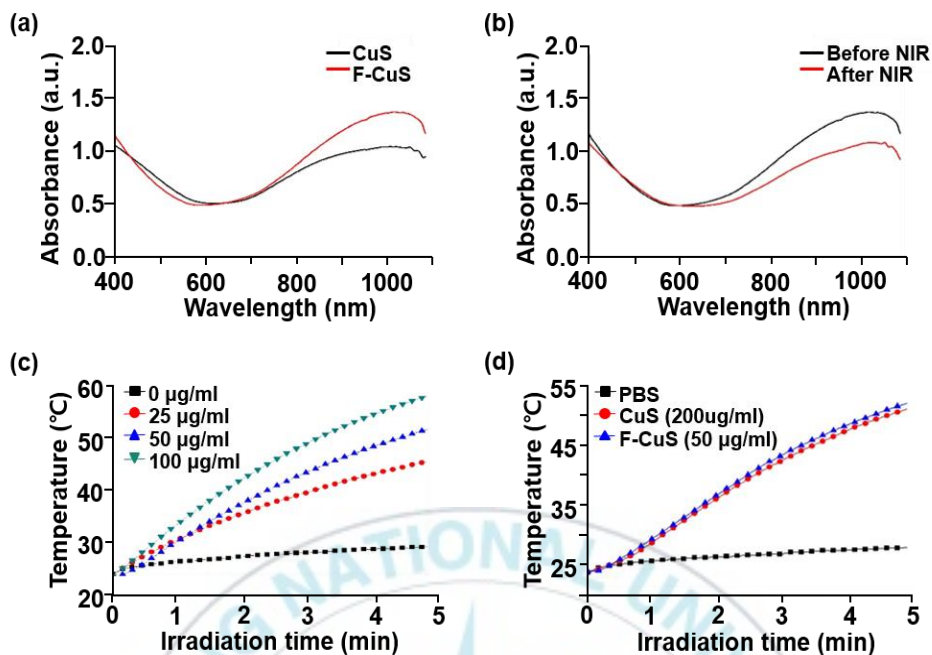 (a)
2.0
1.5
1.0
0.5
0.0
Absorbance (a.u.)
CuS
F-CuS
400 600 800 1000
Wavelength (nm)
(b)
2.0
1.5
1.0
0.5
0.0
Absorbance (a.u.)
Before NIR
After NIR
400 600 800 1000
Wavelength (nm)
(c)
60
50
40
30
20
Temperature (°C)
0 µg/ml
25 µg/ml
50 µg/ml
100 µg/ml
0 1 2 3 4 5
Irradiation time (min)
(d)
55
45
35
25
Temperature (°C)
PBS
CuS (200ug/ml)
F-CuS (50 µg/ml)
0 1 2 3 4 5
Irradiation time (min)
NATIONAL